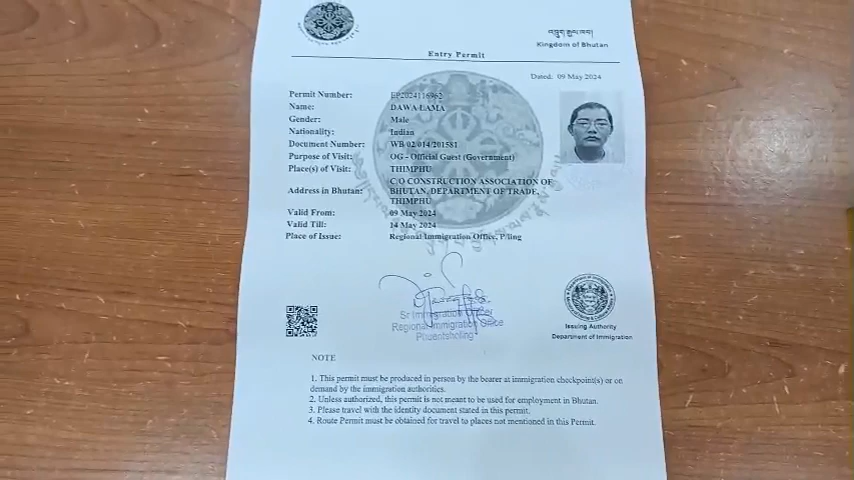 འབྲུག་རྒྱལ་ཁབ།
Kingdom of Bhutan
Entry Permit
Dated: 09 May 2024
Permit Number: EP2024116962
Name: DAWA LAMA
Gender: Male
Nationality: Indian
Document Number: WB/02/014/201581
Purpose of Visit: OG - Official Guest (Government)
Place(s) of Visit: THIMPHU
Address in Bhutan: C/O CONSTRUCTION ASSOCIATION OF
BHUTAN, DEPARTMENT OF TRADE,
THIMPHU
Valid From: 09 May 2024
Valid Till: 14 May 2024
Place of Issue: Regional Immigration Office, P/ling
Sr Immigration Officer
Regional Immigration Office
Phuentsholing
Issuing Authority
Department of Immigration
NOTE
1. This permit must be produced in person by the bearer at immigration checkpoint(s) or on
demand by the immigration authorities.
2. Unless authorized, this permit is not meant to be used for employment in Bhutan.
3. Please travel with the identity document stated in this permit.
4. Route Permit must be obtained for travel to places not mentioned in this Permit.